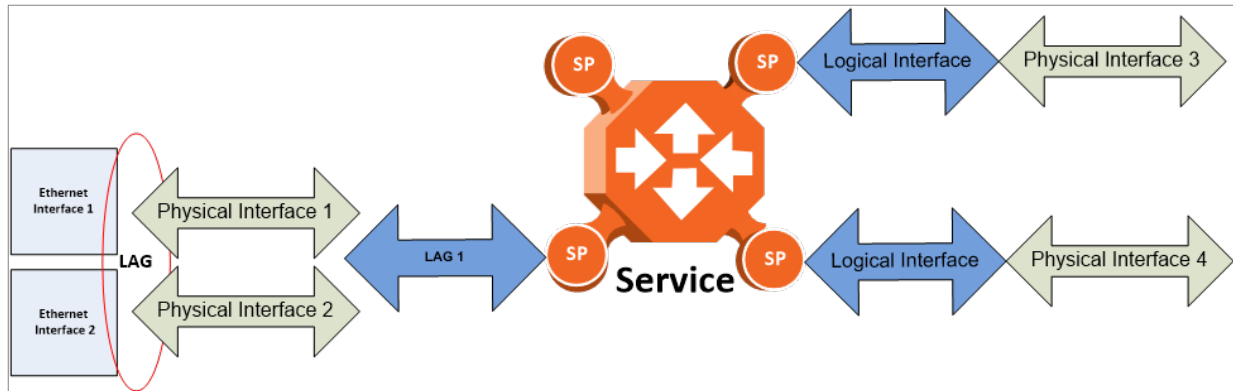 SP
SP
Logical Interface
Physical Interface 3
Ethernet
Interface 1
Physical Interface 1
LAG
LAG 1
SP
SP
Logical Interface
Physical Interface 4
Service
Ethernet
Interface 2
Physical Interface 2